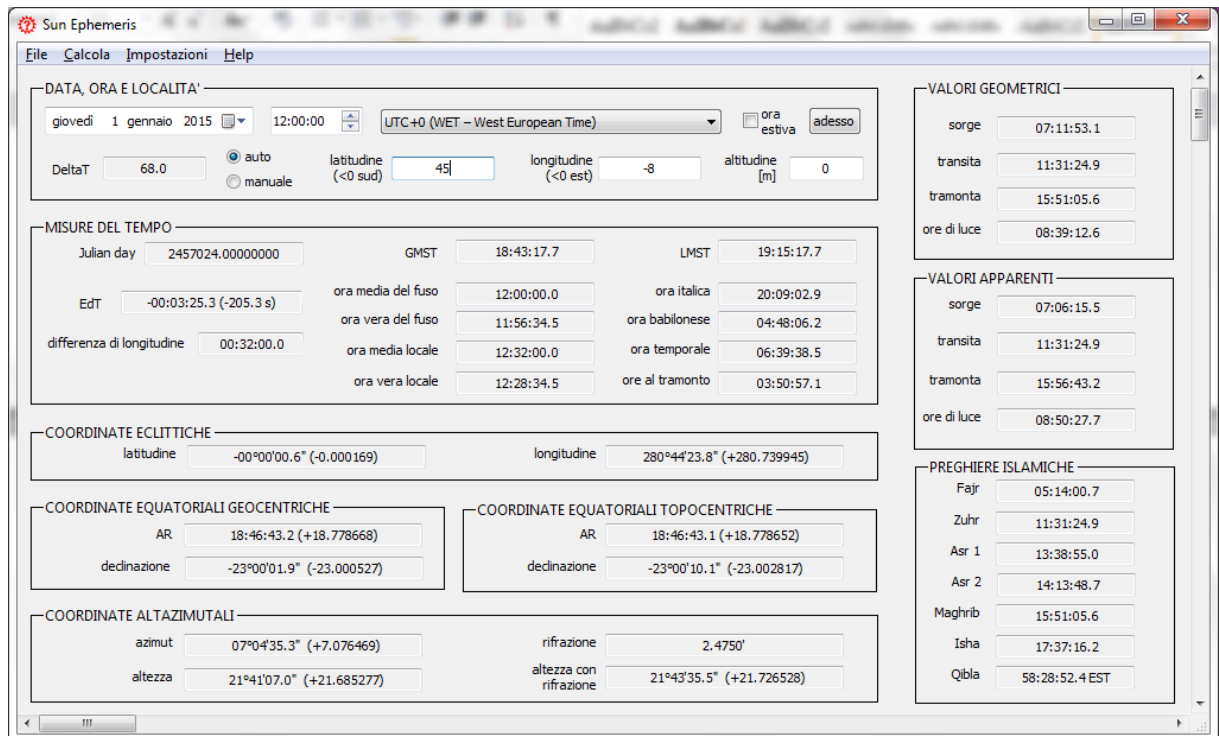 Sun Ephemeris
File Calcola Impostazioni Help
DATA, ORA E LOCALITA'
giovedì 1 gennaio 2015 12:00:00 UTC+0 (WET – West European Time) ora estiva adesso
DeltaT 68.0 auto manuale latitudine (<0 sud) 45 longitudine (<0 est) -8 altitudine [m] 0
MISURE DEL TEMPO
Julian day 2457024.00000000 GMST 18:43:17.7 LMST 19:15:17.7
EdT -00:03:25.3 (-205.3 s) ora media del fuso 12:00:00.0 ora italica 20:09:02.9
ora vera del fuso 11:56:34.5 ora babilonese 04:48:06.2
differenza di longitudine 00:32:00.0 ora media locale 12:32:00.0 ora temporale 06:39:38.5
ora vera locale 12:28:34.5 ore al tramonto 03:50:57.1
COORDINATE ECLITTICHE
latitudine -00°00'00.6" (-0.000169) longitudine 280°44'23.8" (+280.739945)
COORDINATE EQUATORIALI GEOCENTRICHE
AR 18:46:43.2 (+18.778668)
declinazione -23°00'01.9" (-23.000527)
COORDINATE EQUATORIALI TOPOCENTRICHE
AR 18:46:43.1 (+18.778652)
declinazione -23°00'10.1" (-23.002817)
COORDINATE ALTAZIMUTALI
azimut 07°04'35.3" (+7.076469) rifrazione 2.4750'
altezza 21°41'07.0" (+21.685277) altezza con rifrazione 21°43'35.5" (+21.726528)
VALORI GEOMETRICI
sorge 07:11:53.1
transita 11:31:24.9
tramonta 15:51:05.6
ore di luce 08:39:12.6
VALORI APPARENTI
sorge 07:06:15.5
transita 11:31:24.9
tramonta 15:56:43.2
ore di luce 08:50:27.7
PREGHIERE ISLAMICHE
Fajr 05:14:00.7
Zuhr 11:31:24.9
Asr 1 13:38:55.0
Asr 2 14:13:48.7
Maghrib 15:51:05.6
Isha 17:37:16.2
Qibla 58:28:52.4 EST